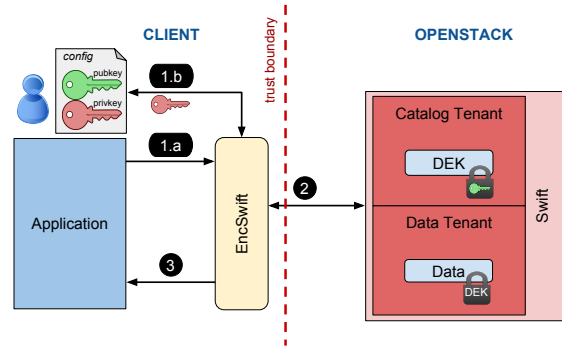 CLIENT
OPENSTACK
trust boundary
config
pubkey
privkey
1.b
1.a
Application
EncSwift
2
3
Catalog Tenant
DEK
Data Tenant
Data
DEK
Swift